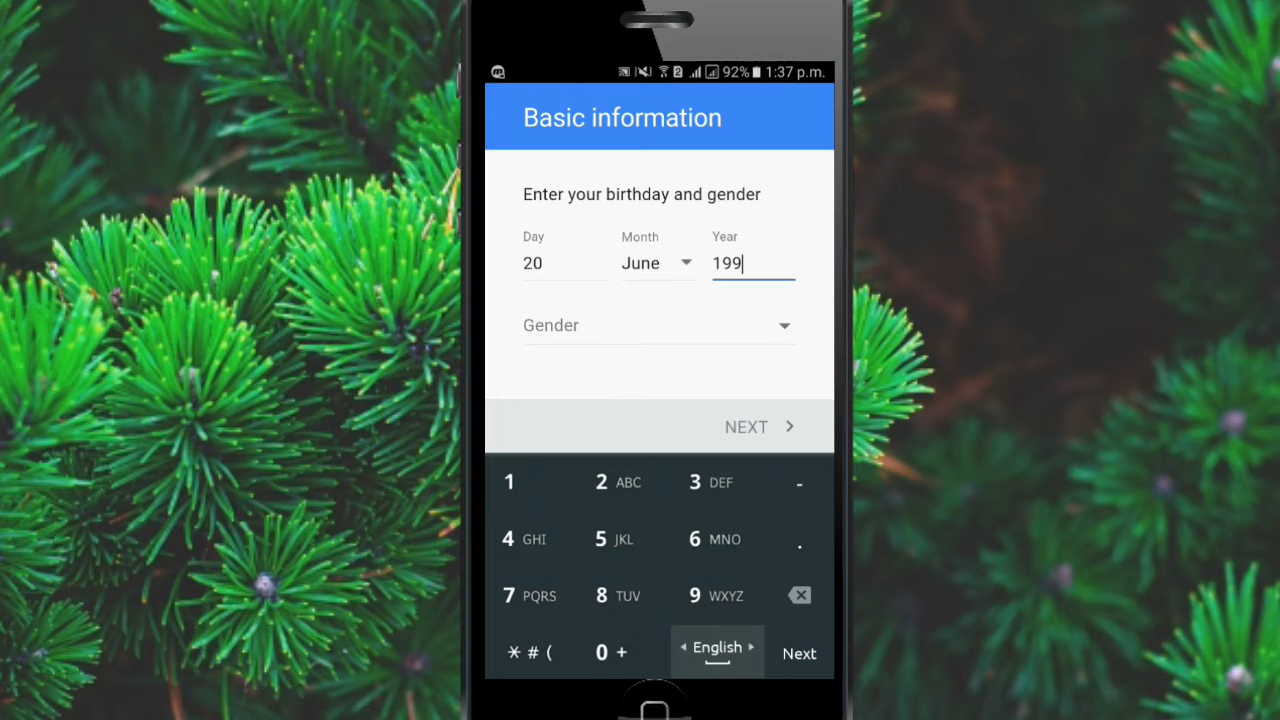 92% 1:37 p.m.
Basic information
Enter your birthday and gender
Day Month Year
20 June 199
Gender
NEXT
1 2 ABC 3 DEF -
4 GHI 5 JKL 6 MNO .
7 PQRS 8 TUV 9 WXYZ
* # ( 0 + English Next